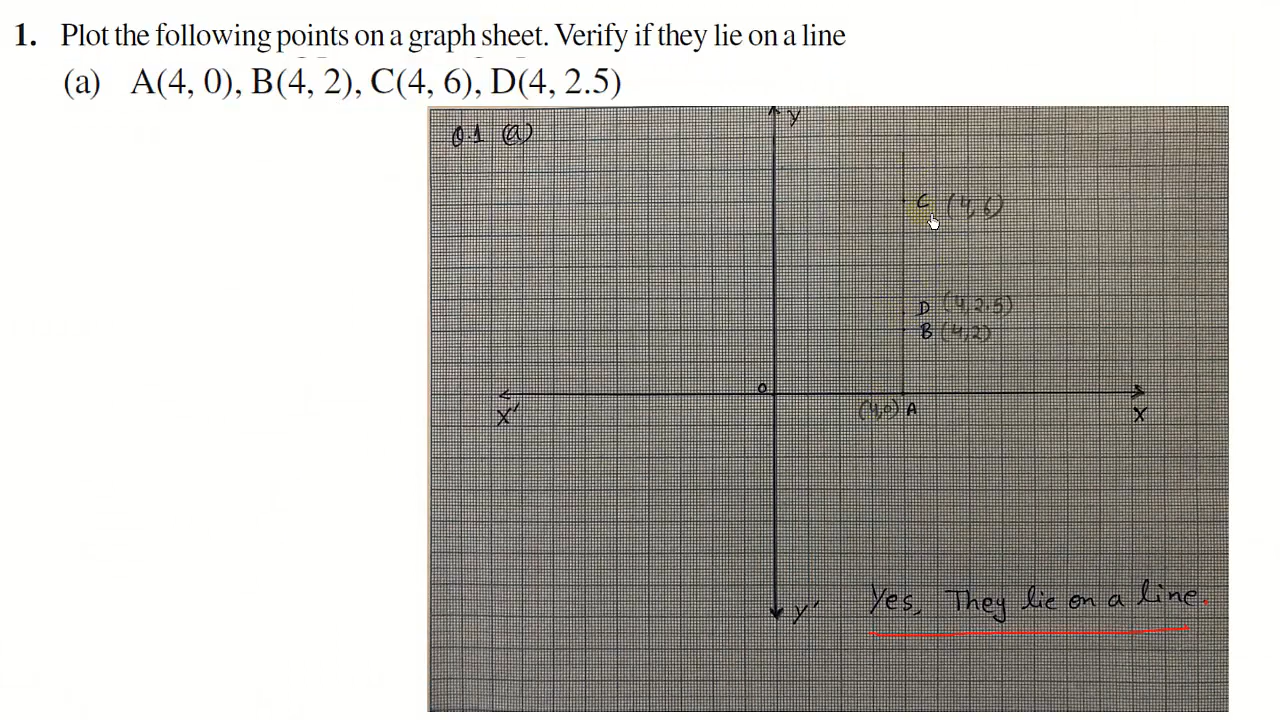 1. Plot the following points on a graph sheet. Verify if they lie on a line
(a) A(4, 0), B(4, 2), C(4, 6), D(4, 2.5)
Q.1 (a)
Y
C (4,6)
D (4,2.5)
B (4,2)
O
X'
(4,0) A
X
Yes, They lie on a line.
Y'